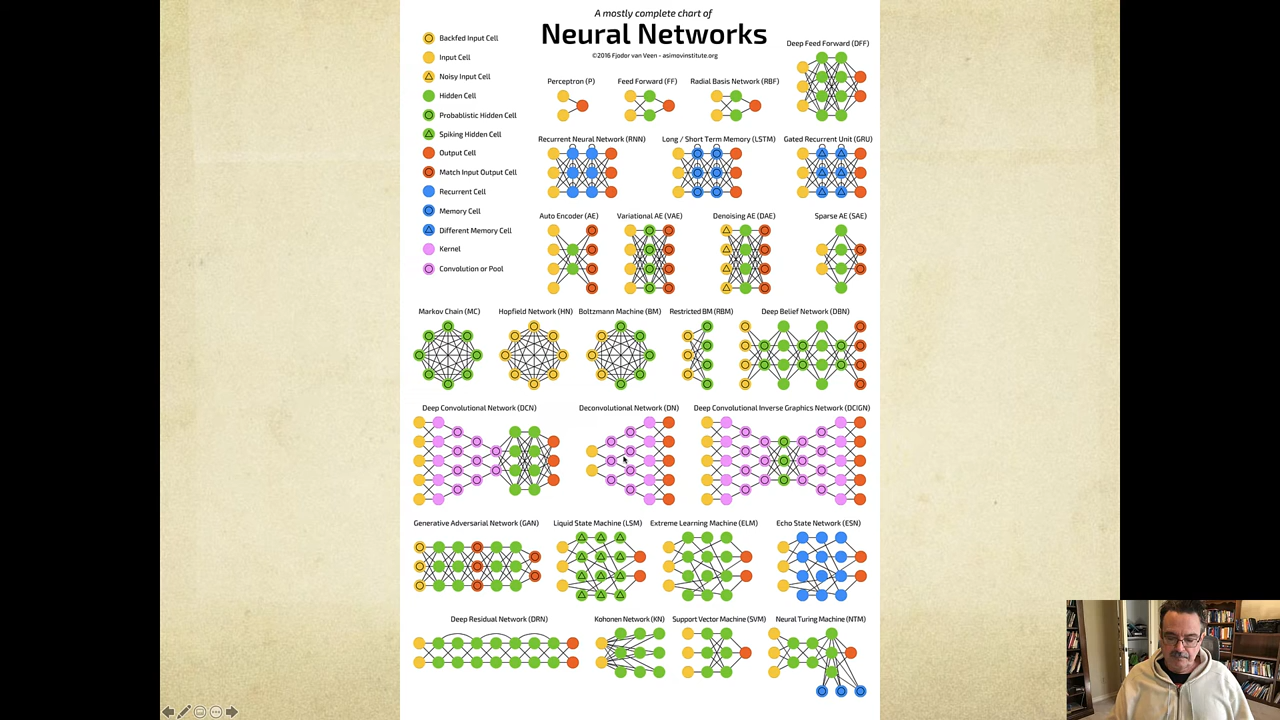 A mostly complete chart of
Neural Networks
©2016 Fjodor van Veen - asimovinstitute.org
Backfed Input Cell
Input Cell
Noisy Input Cell
Hidden Cell
Probablistic Hidden Cell
Spiking Hidden Cell
Output Cell
Match Input Output Cell
Recurrent Cell
Memory Cell
Different Memory Cell
Kernel
Convolution or Pool
Deep Feed Forward (DFF)
Perceptron (P) Feed Forward (FF) Radial Basis Network (RBF)
Recurrent Neural Network (RNN) Long / Short Term Memory (LSTM) Gated Recurrent Unit (GRU)
Auto Encoder (AE) Variational AE (VAE) Denoising AE (DAE) Sparse AE (SAE)
Markov Chain (MC) Hopfield Network (HN) Boltzmann Machine (BM) Restricted BM (RBM) Deep Belief Network (DBN)
Deep Convolutional Network (DCN) Deconvolutional Network (DN) Deep Convolutional Inverse Graphics Network (DCIGN)
Generative Adversarial Network (GAN) Liquid State Machine (LSM) Extreme Learning Machine (ELM) Echo State Network (ESN)
Deep Residual Network (DRN) Kohonen Network (KN) Support Vector Machine (SVM) Neural Turing Machine (NTM)